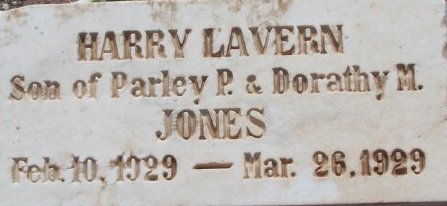 HARRY LAVERN
Son of Parley P. & Dorathy M.
JONES
Feb. 10, 1929 — Mar. 26, 1929